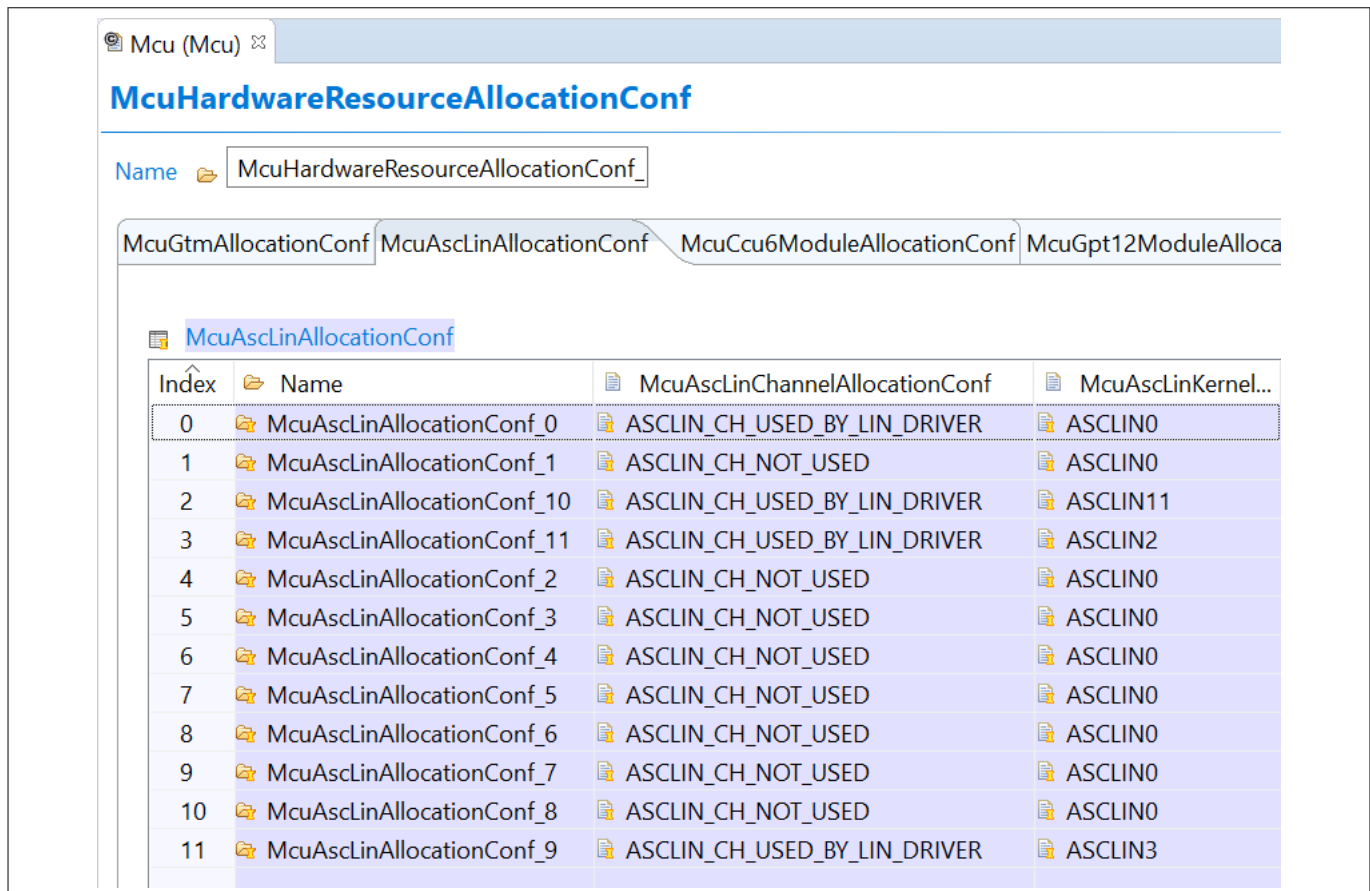 Mcu (Mcu)
McuHardwareResourceAllocationConf
Name McuHardwareResourceAllocationConf_
McuGtmAllocationConf McuAscLinAllocationConf McuCcu6ModuleAllocationConf McuGpt12ModuleAlloca
McuAscLinAllocationConf
Index Name McuAscLinChannelAllocationConf McuAscLinKernel...
0 McuAscLinAllocationConf_0 ASCLIN_CH_USED_BY_LIN_DRIVER ASCLIN0
1 McuAscLinAllocationConf_1 ASCLIN_CH_NOT_USED ASCLIN0
2 McuAscLinAllocationConf_10 ASCLIN_CH_USED_BY_LIN_DRIVER ASCLIN11
3 McuAscLinAllocationConf_11 ASCLIN_CH_USED_BY_LIN_DRIVER ASCLIN2
4 McuAscLinAllocationConf_2 ASCLIN_CH_NOT_USED ASCLIN0
5 McuAscLinAllocationConf_3 ASCLIN_CH_NOT_USED ASCLIN0
6 McuAscLinAllocationConf_4 ASCLIN_CH_NOT_USED ASCLIN0
7 McuAscLinAllocationConf_5 ASCLIN_CH_NOT_USED ASCLIN0
8 McuAscLinAllocationConf_6 ASCLIN_CH_NOT_USED ASCLIN0
9 McuAscLinAllocationConf_7 ASCLIN_CH_NOT_USED ASCLIN0
10 McuAscLinAllocationConf_8 ASCLIN_CH_NOT_USED ASCLIN0
11 McuAscLinAllocationConf_9 ASCLIN_CH_USED_BY_LIN_DRIVER ASCLIN3